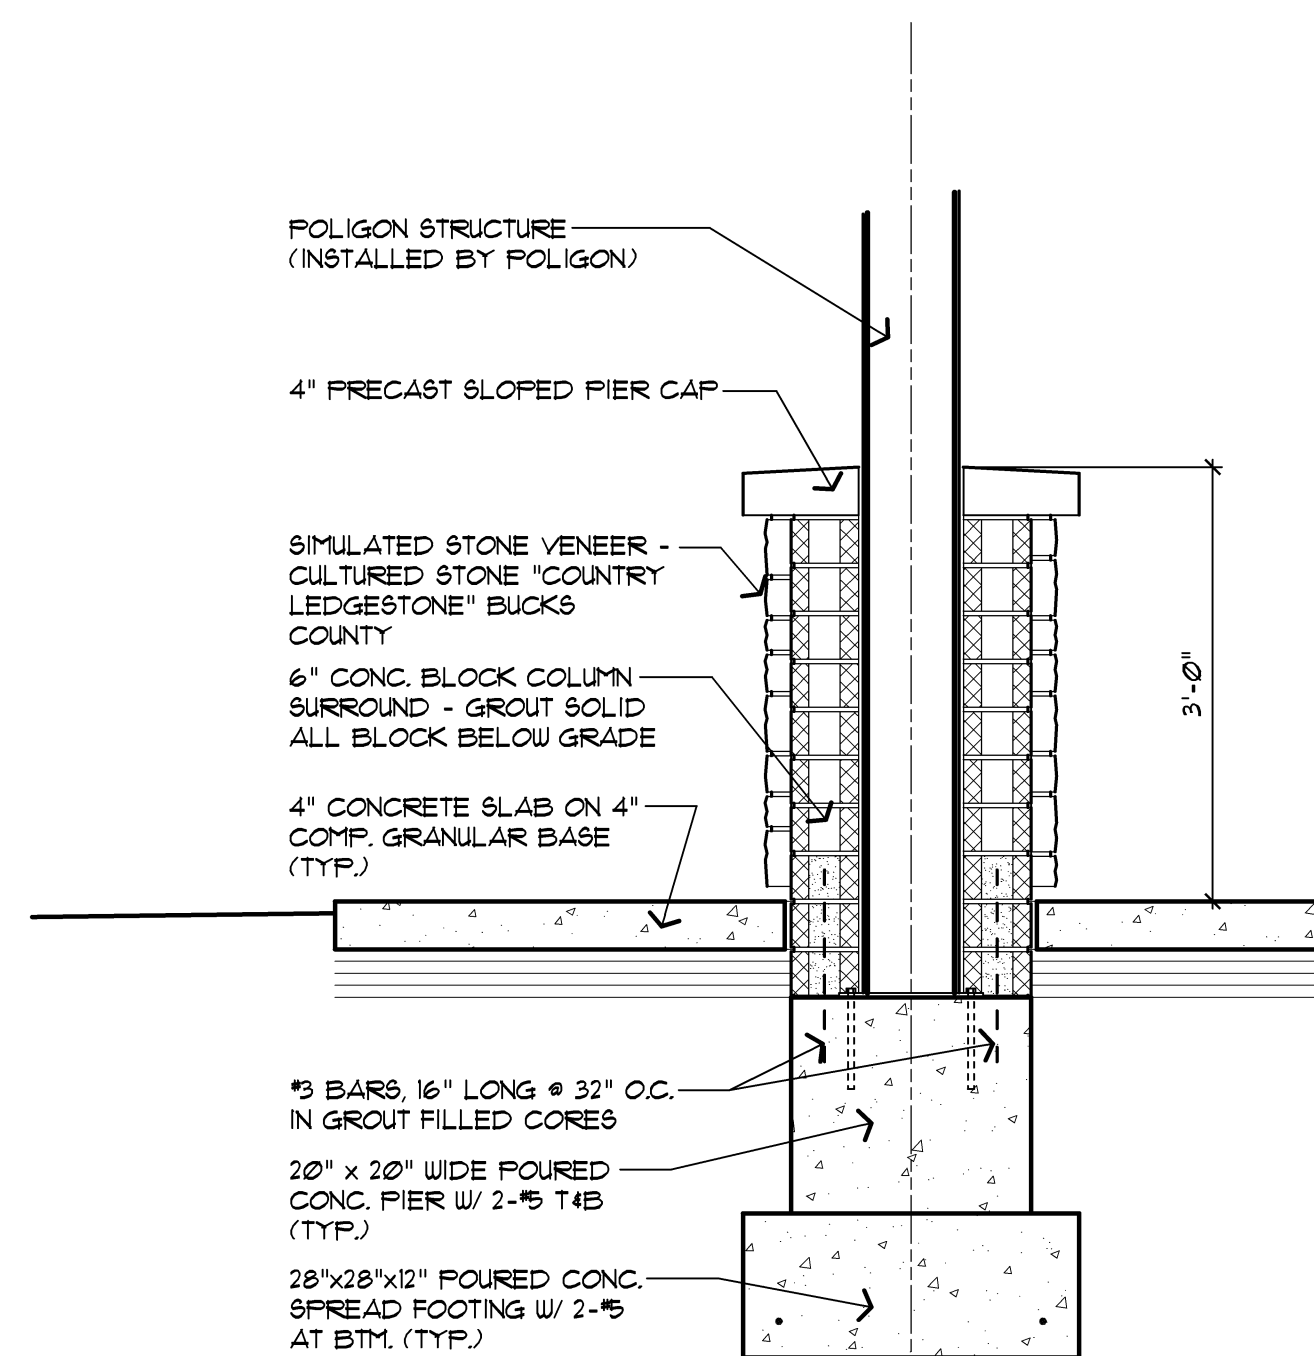 POLIGON STRUCTURE
(INSTALLED BY POLIGON)
4" PRECAST SLOPED PIER CAP
SIMULATED STONE VENEER -
CULTURED STONE "COUNTRY
LEDGESTONE" BUCKS
COUNTY
6" CONC. BLOCK COLUMN
SURROUND - GROUT SOLID
ALL BLOCK BELOW GRADE
3'-0"
4" CONCRETE SLAB ON 4"
COMP. GRANULAR BASE
(TYP.)
#3 BARS, 16" LONG @ 32" O.C.
IN GROUT FILLED CORES
20" x 20" WIDE POURED
CONC. PIER W/ 2-#5 T&B
(TYP.)
28"x28"x12" POURED CONC.
SPREAD FOOTING W/ 2-#5
AT BTM. (TYP.)